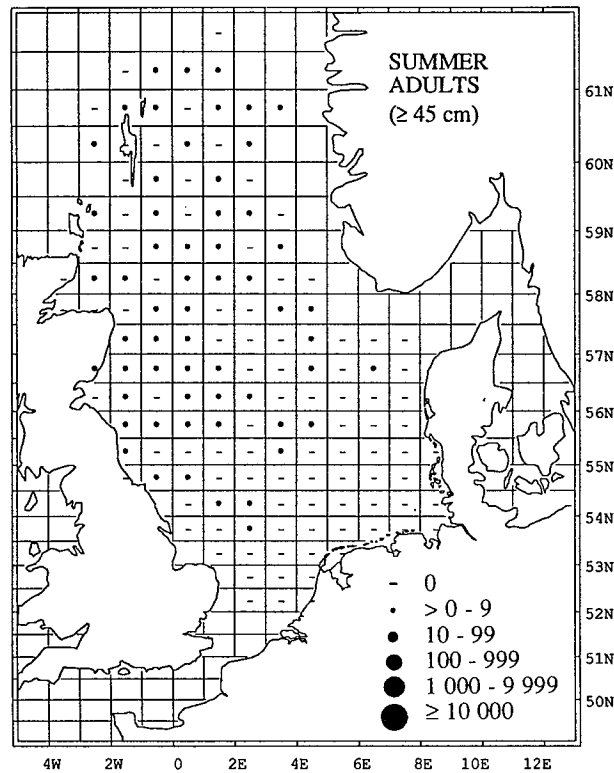 SUMMER
ADULTS
(≥ 45 cm)
61N
60N
59N
58N
57N
56N
55N
54N
53N
52N
51N
50N
- 0
> 0 - 9
10 - 99
100 - 999
1 000 - 9 999
≥ 10 000
4W 2W 0 2E 4E 6E 8E 10E 12E